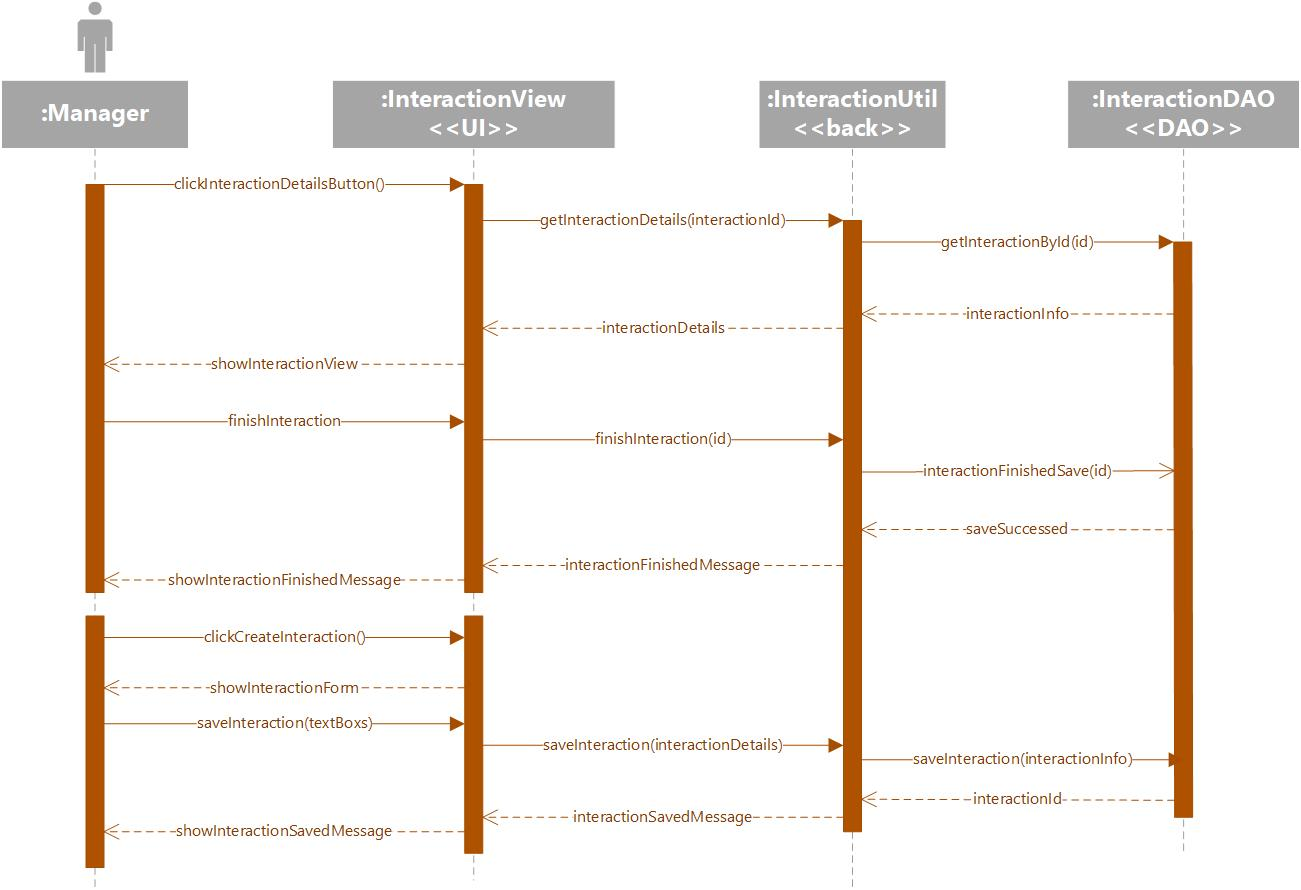 :Manager
:InteractionView
<<UI>>
:InteractionUtil
<<back>>
:InteractionDAO
<<DAO>>
clickInteractionDetailsButton()
getInteractionDetails(interactionId)
getInteractionById(id)
interactionInfo
interactionDetails
showInteractionView
finishInteraction
finishInteraction(id)
interactionFinishedSave(id)
saveSuccessed
interactionFinishedMessage
showInteractionFinishedMessage
clickCreateInteraction()
showInteractionForm
saveInteraction(textBoxs)
saveInteraction(interactionDetails)
saveInteraction(interactionInfo)
interactionId
interactionSavedMessage
showInteractionSavedMessage